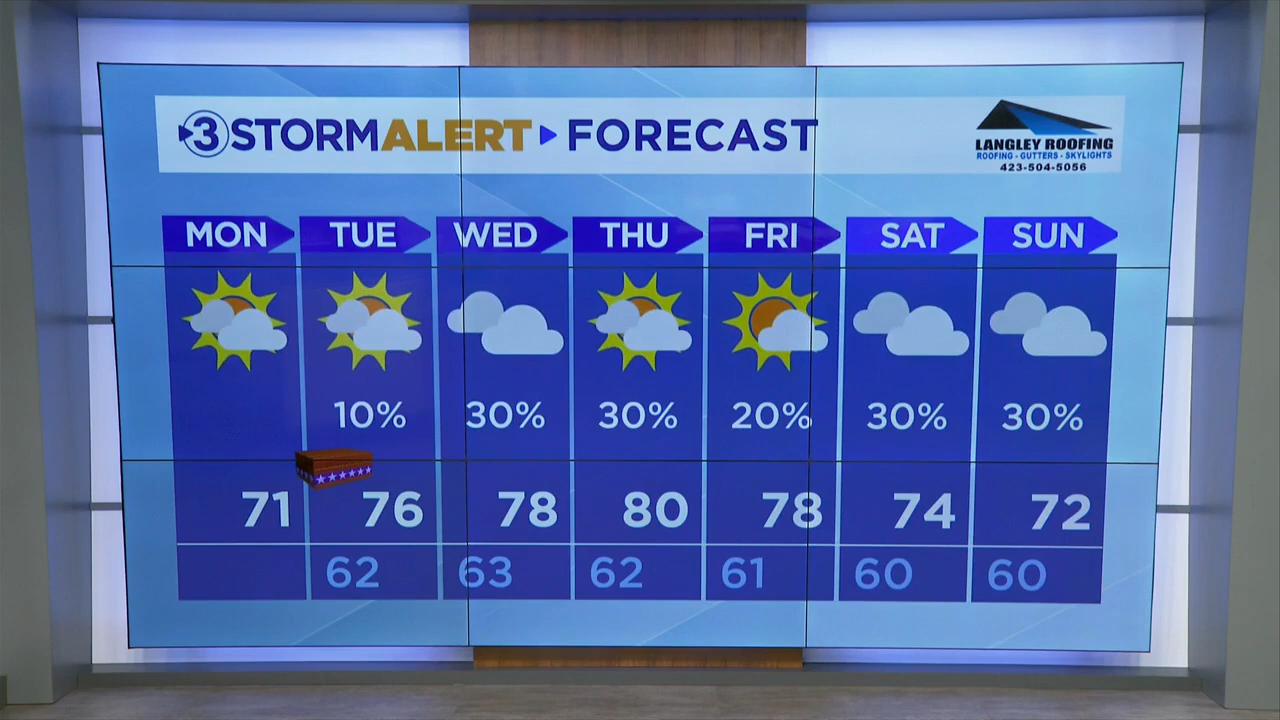 3 STORMALERT FORECAST
LANGLEY ROOFING
ROOFING - GUTTERS - SKYLIGHTS
423-504-5056
MON TUE WED THU FRI SAT SUN
10% 30% 30% 20% 30% 30%
71 76 78 80 78 74 72
62 63 62 61 60 60